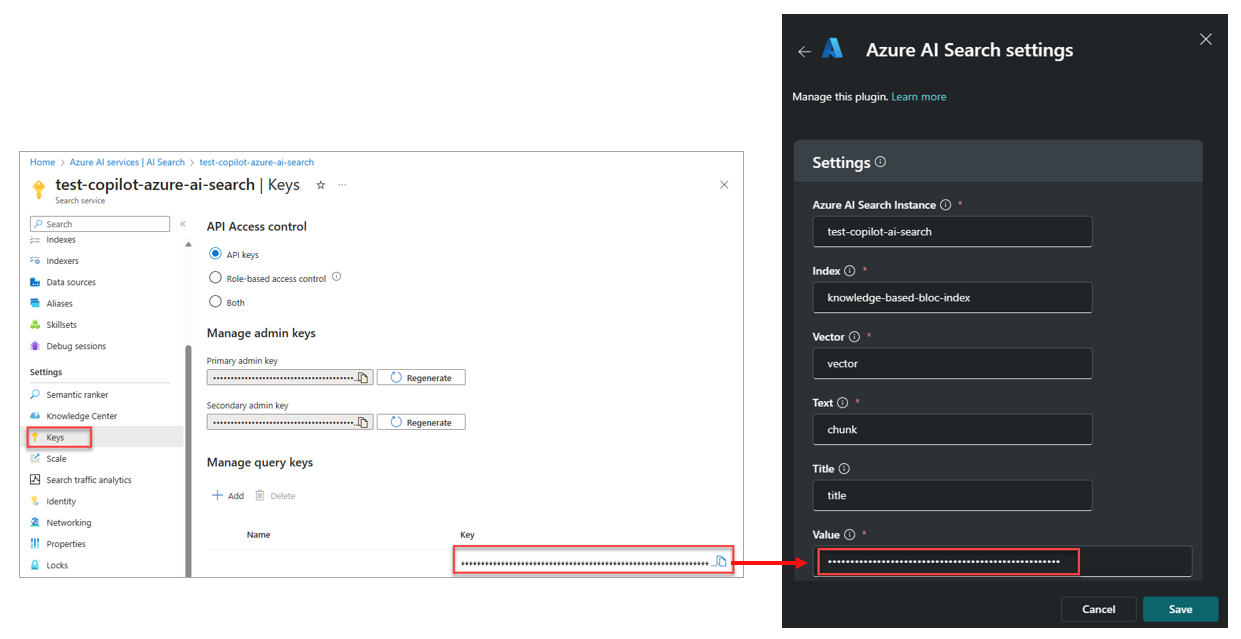 Home > Azure AI services | AI Search > test-copilot-azure-ai-search
test-copilot-azure-ai-search | Keys
Search service
Search
Indexes
Indexers
Data sources
Aliases
Skillsets
Debug sessions
Settings
Semantic ranker
Knowledge Center
Keys
Scale
Search traffic analytics
Identity
Networking
Properties
Locks
API Access control
API keys
Role-based access control
Both
Manage admin keys
Primary admin key
Regenerate
Secondary admin key
Regenerate
Manage query keys
Add Delete
Name Key
Azure AI Search settings
Manage this plugin. Learn more
Settings
Azure AI Search Instance *
test-copilot-ai-search
Index *
knowledge-based-bloc-index
Vector *
vector
Text *
chunk
Title
title
Value *
Cancel Save